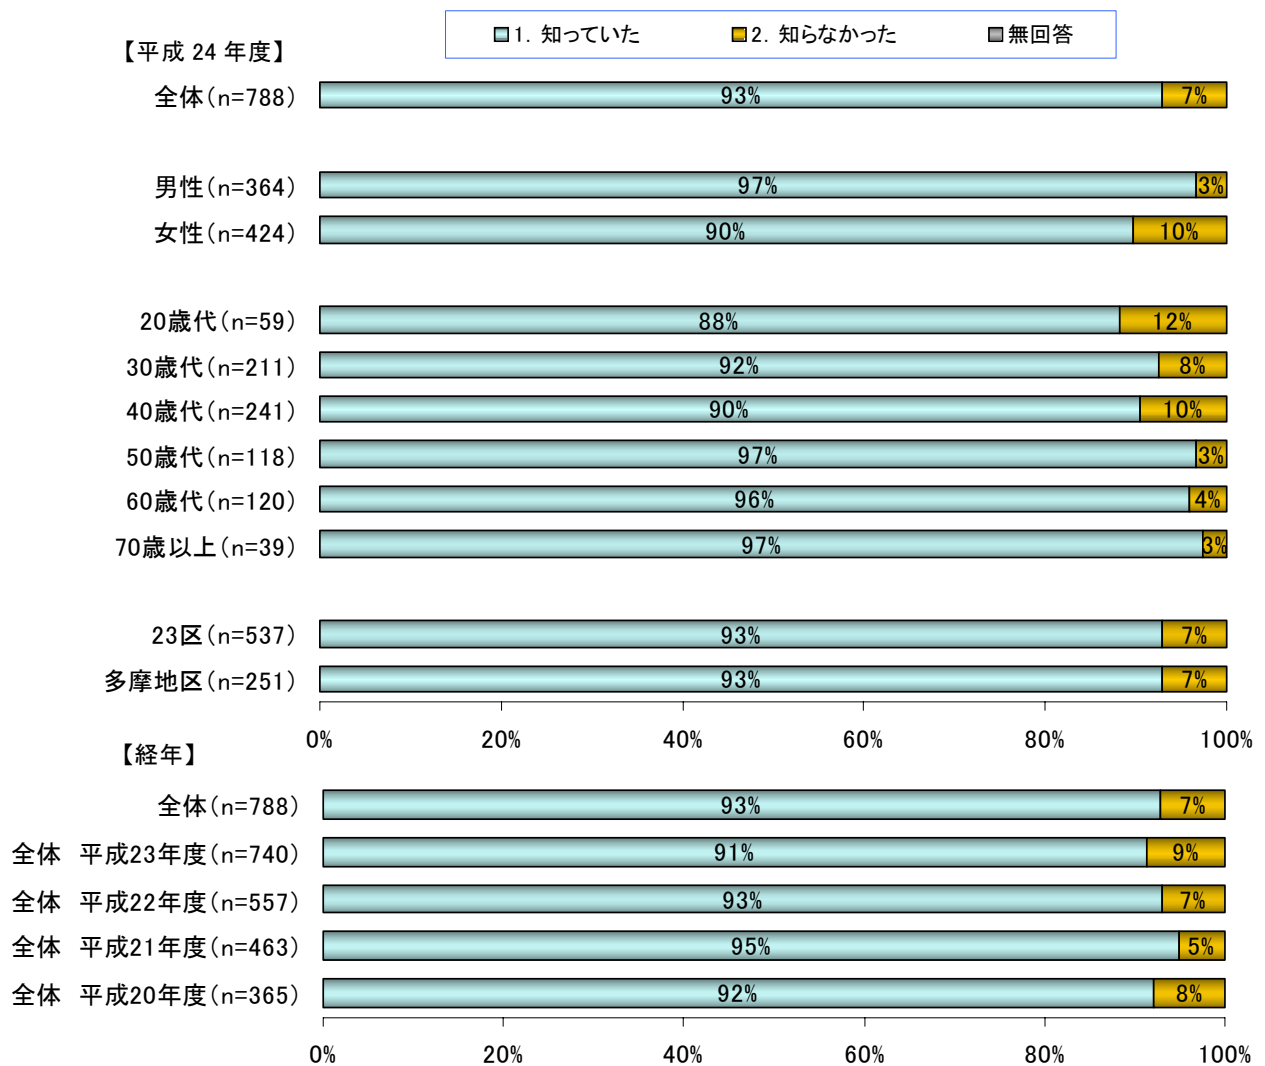 ■1. 知っていた ■2. 知らなかった ■無回答
【平成 24 年度】
全体(n=788) 93% 7%
男性(n=364) 97% 3%
女性(n=424) 90% 10%
20歳代(n=59) 88% 12%
30歳代(n=211) 92% 8%
40歳代(n=241) 90% 10%
50歳代(n=118) 97% 3%
60歳代(n=120) 96% 4%
70歳以上(n=39) 97% 3%
23区(n=537) 93% 7%
多摩地区(n=251) 93% 7%
0% 20% 40% 60% 80% 100%
【経年】
全体(n=788) 93% 7%
全体 平成23年度(n=740) 91% 9%
全体 平成22年度(n=557) 93% 7%
全体 平成21年度(n=463) 95% 5%
全体 平成20年度(n=365) 92% 8%
0% 20% 40% 60% 80% 100%